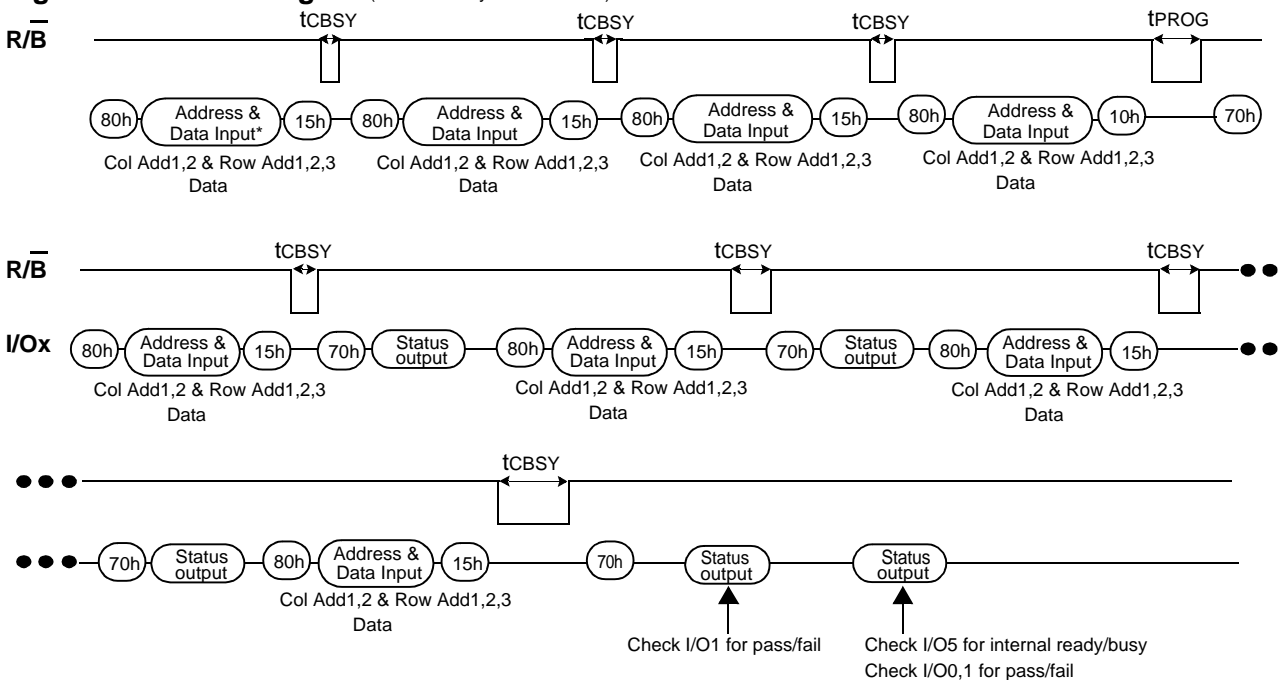 tCBSY tCBSY tCBSY tPROG
R/B
80h Address & Data Input* 15h 80h Address & Data Input 15h 80h Address & Data Input 15h 80h Address & Data Input 10h 70h
Col Add1,2 & Row Add1,2,3 Col Add1,2 & Row Add1,2,3 Col Add1,2 & Row Add1,2,3 Col Add1,2 & Row Add1,2,3
Data Data Data Data
tCBSY tCBSY tCBSY
R/B
I/Ox 80h Address & Data Input 15h 70h Status output 80h Address & Data Input 15h 70h Status output 80h Address & Data Input 15h
Col Add1,2 & Row Add1,2,3 Col Add1,2 & Row Add1,2,3 Col Add1,2 & Row Add1,2,3
Data Data Data
tCBSY
70h Status output 80h Address & Data Input 15h 70h Status output Status output
Col Add1,2 & Row Add1,2,3
Data
Check I/O1 for pass/fail Check I/O5 for internal ready/busy
Check I/O0,1 for pass/fail